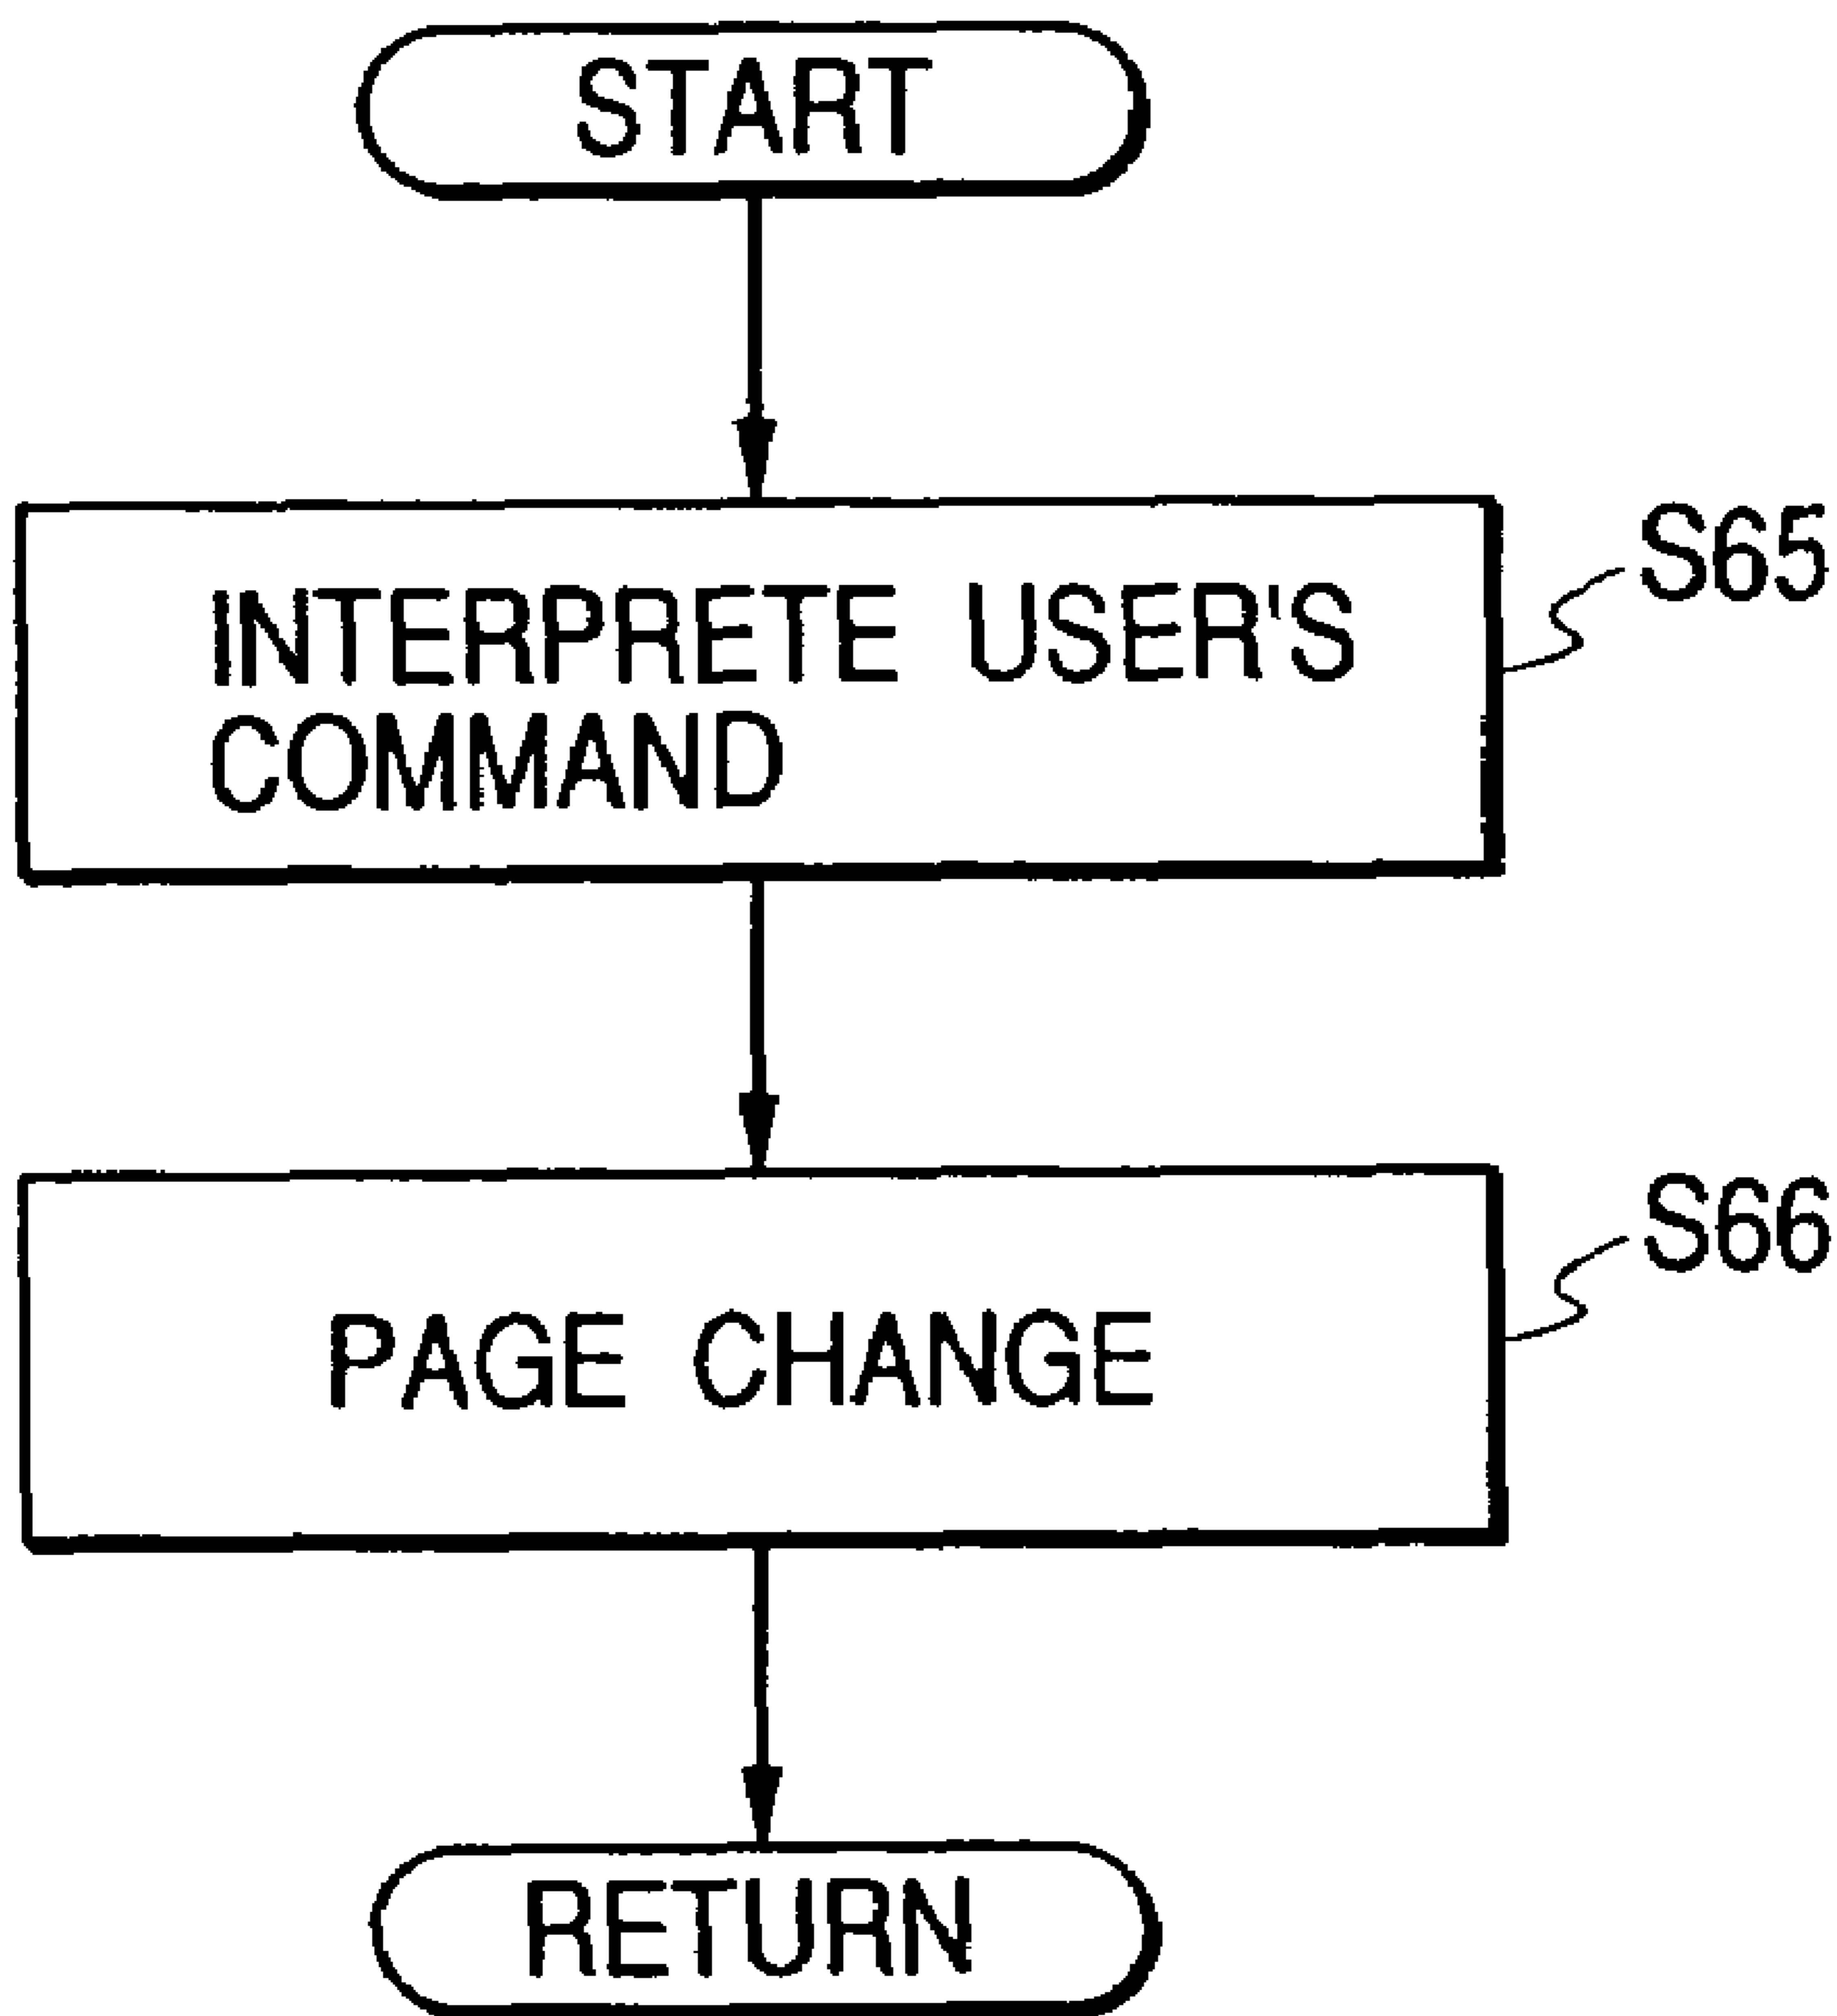 START
INTERPRETE USER'S
COMMAND
S65
PAGE CHANGE
S66
RETURN